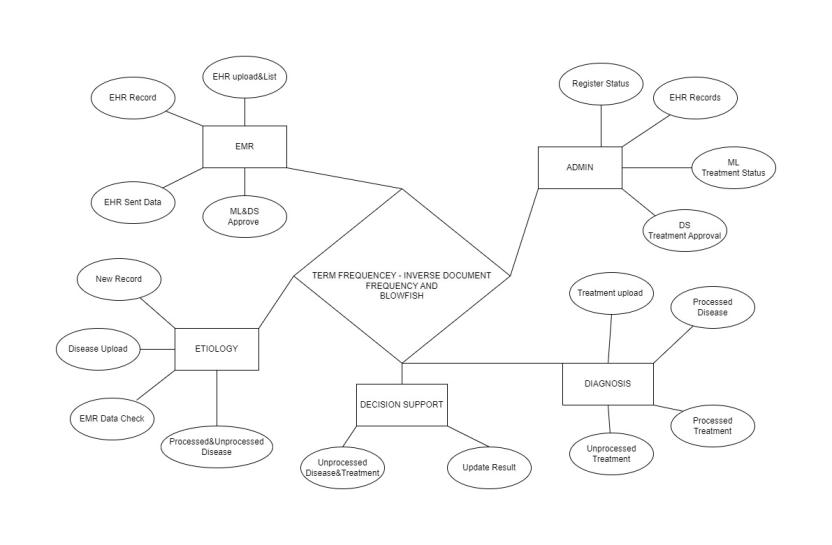 EHR Record
EHR upload&List
EMR
EHR Sent Data
ML&DS
Approve
Register Status
EHR Records
ADMIN
ML
Treatment Status
DS
Treatment Approval
TERM FREQUENCEY - INVERSE DOCUMENT
FREQUENCY AND
BLOWFISH
New Record
Disease Upload
ETIOLOGY
EMR Data Check
Processed&Unprocessed
Disease
DECISION SUPPORT
Unprocessed
Disease&Treatment
Update Result
Treatment upload
Processed
Disease
DIAGNOSIS
Processed
Treatment
Unprocessed
Treatment